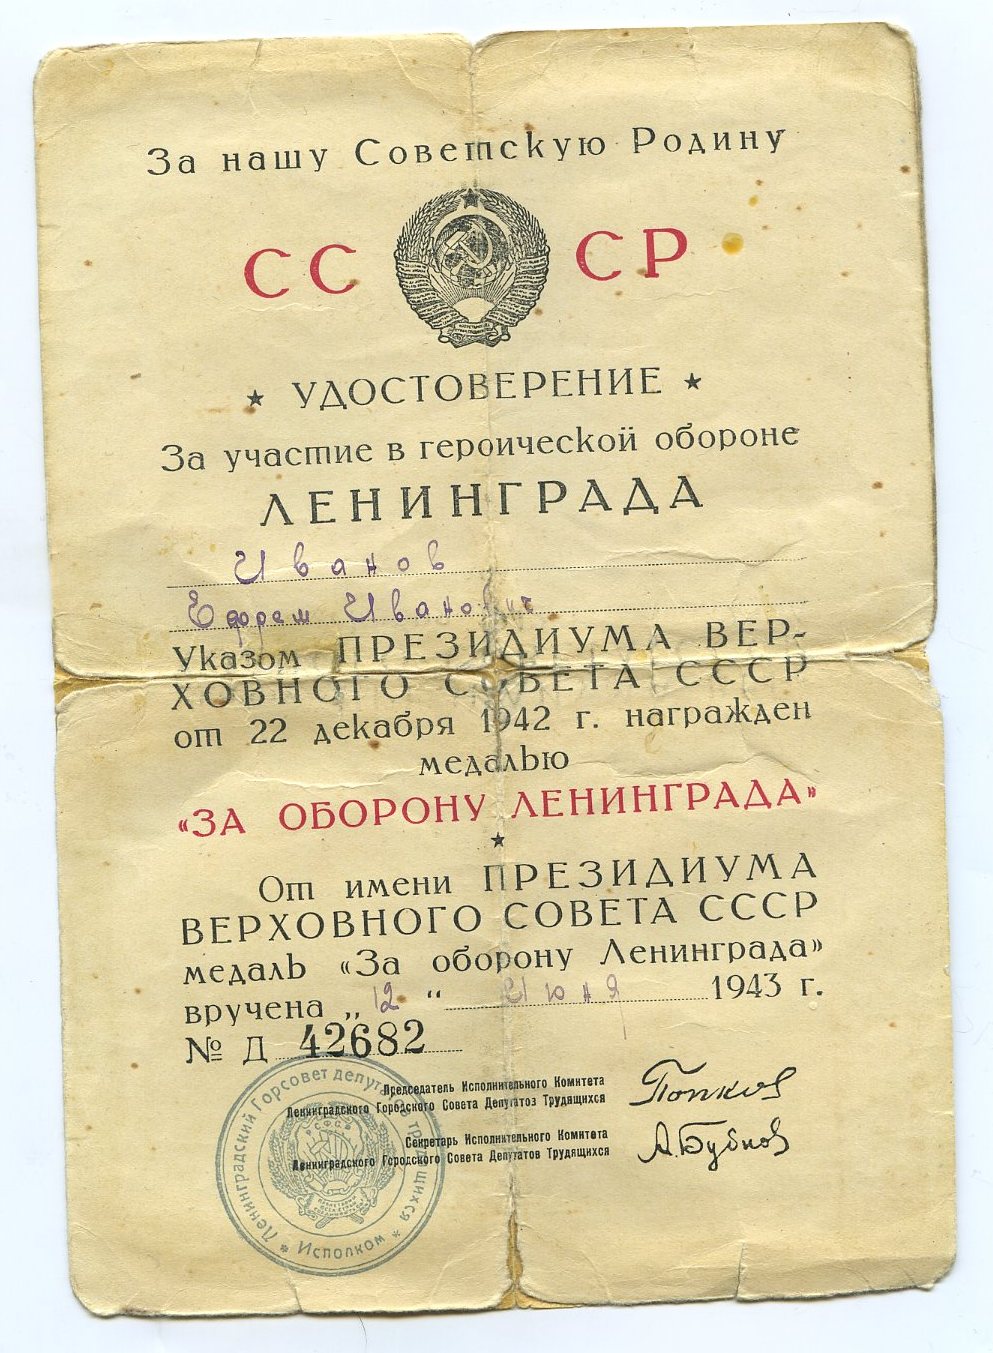 За нашу Советскую Родину
СС СР
★ УДОСТОВЕРЕНИЕ ★
За участие в героической обороне
ЛЕНИНГРАДА
Иванов
Ефрем Иванович
Указом ПРЕЗИДИУМА ВЕР-
ХОВНОГО СОВЕТА СССР
от 22 декабря 1942 г. награжден
медалью
«ЗА ОБОРОНУ ЛЕНИНГРАДА»
★
От имени ПРЕЗИДИУМА
ВЕРХОВНОГО СОВЕТА СССР
медаль «За оборону Ленинграда»
вручена „ 12 “ Июня 1943 г.
№ Д 42682
Председатель Исполнительного Комитета
Ленинградского Городского Совета Депутатов Трудящихся
Попков
Секретарь Исполнительного Комитета
Ленинградского Городского Совета Депутатов Трудящихся
А.Бубнов
Ленинградский Горсовет депутатов трудящихся * Исполком *
РСФСР